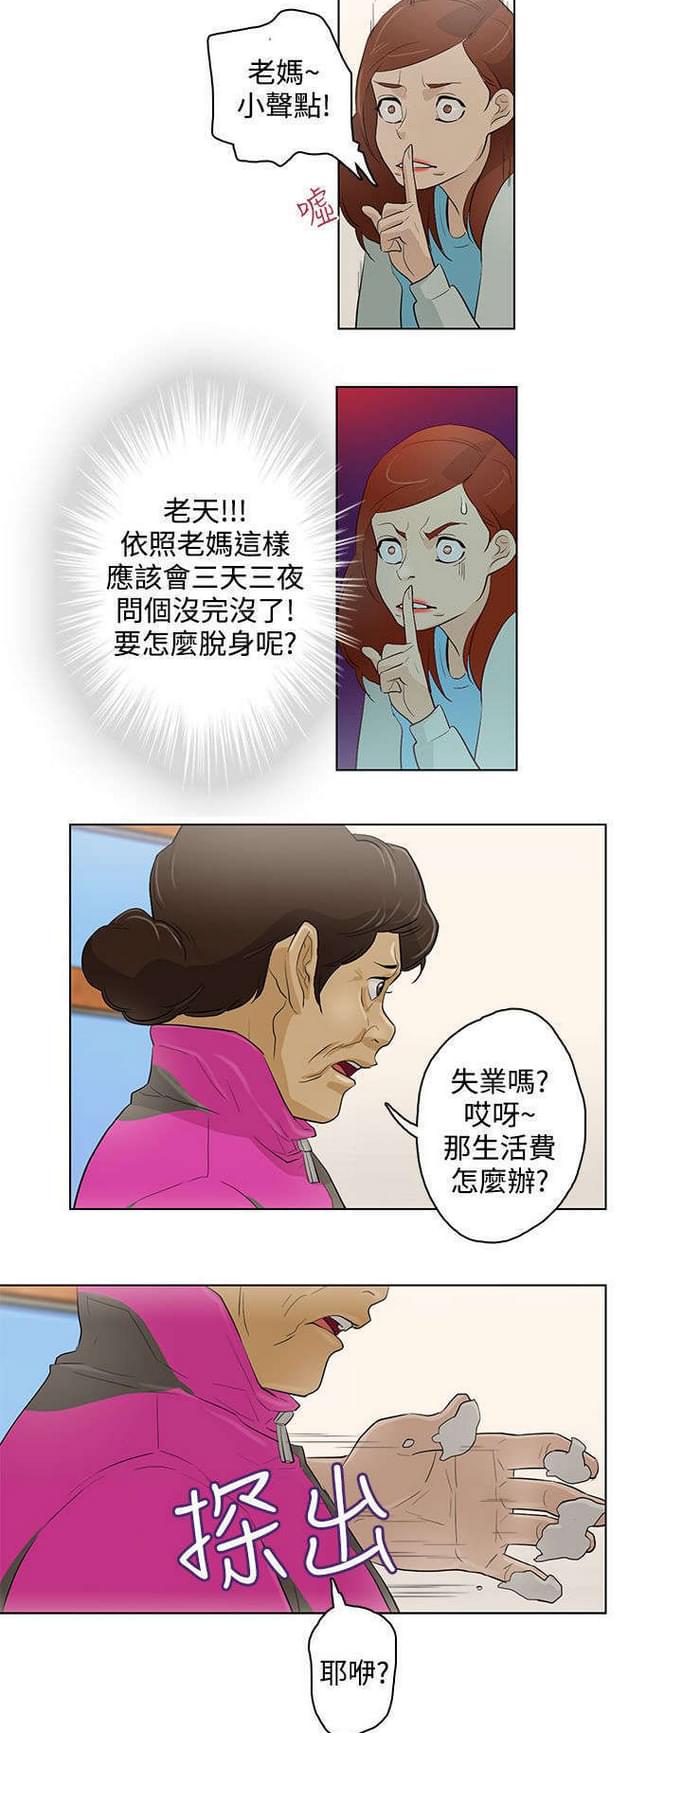 老媽~
小聲點!
噓
老天!!!
依照老媽這樣
應該會三天三夜
問個沒完沒了!
要怎麼脫身呢?
失業嗎?
哎呀~
那生活費
怎麼辦?
探出
耶咿?